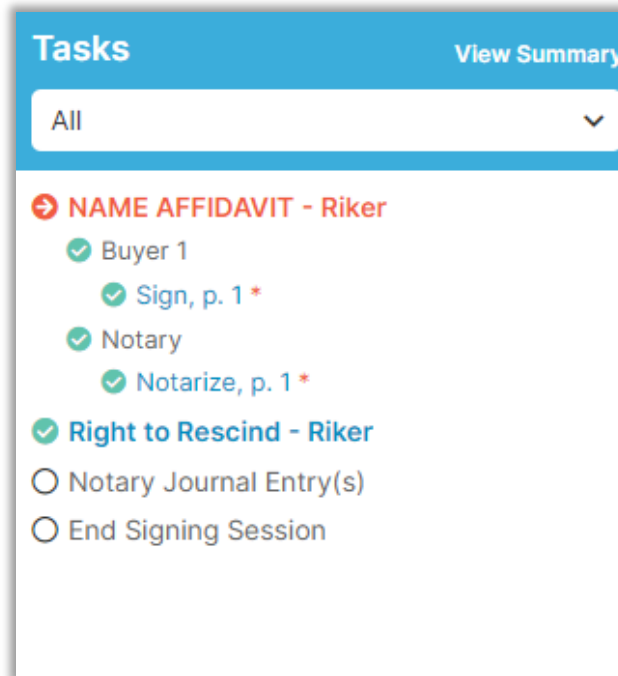 Tasks
View Summary
All
NAME AFFIDAVIT - Riker
Buyer 1
Sign, p. 1 *
Notary
Notarize, p. 1 *
Right to Rescind - Riker
Notary Journal Entry(s)
End Signing Session